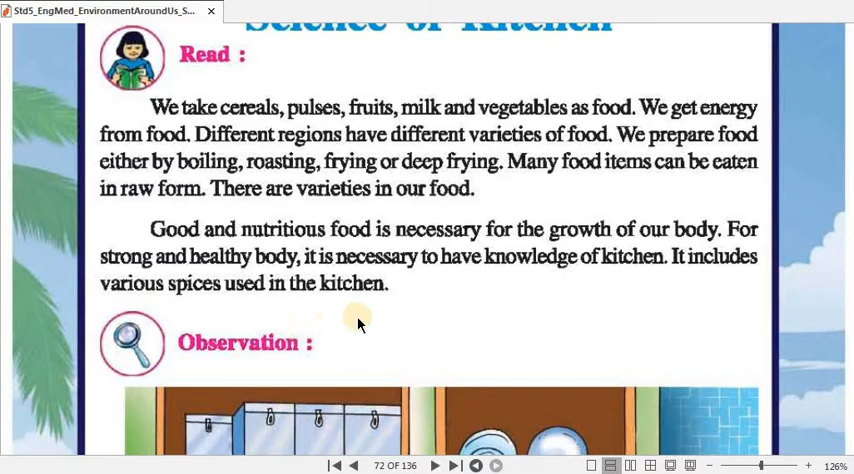 Std5_EngMed_EnvironmentAroundUs_S...
Science of Kitchen
Read :
We take cereals, pulses, fruits, milk and vegetables as food. We get energy
from food. Different regions have different varieties of food. We prepare food
either by boiling, roasting, frying or deep frying. Many food items can be eaten
in raw form. There are varieties in our food.
Good and nutritious food is necessary for the growth of our body. For
strong and healthy body, it is necessary to have knowledge of kitchen. It includes
various spices used in the kitchen.
Observation :
72 OF 136
126%